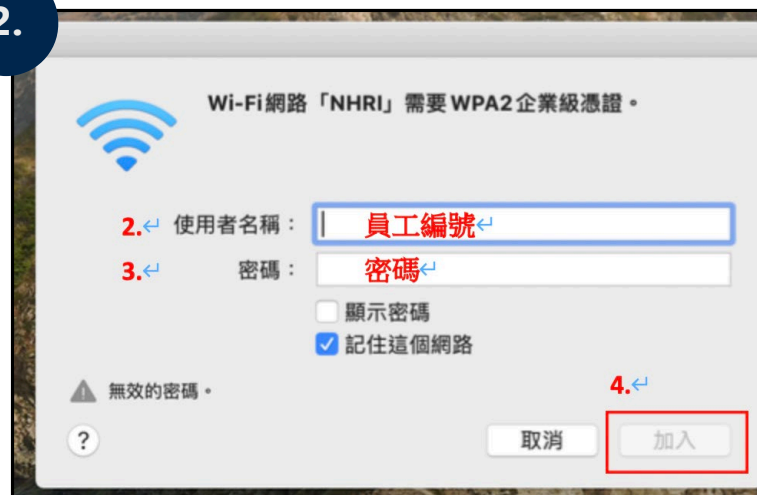 2.
Wi-Fi網路「NHRI」需要WPA2企業級憑證。
2.↵ 使用者名稱： 員工編號↵
3.↵ 密碼： 密碼↵
顯示密碼
記住這個網路
4.↵
無效的密碼。
? 取消 加入